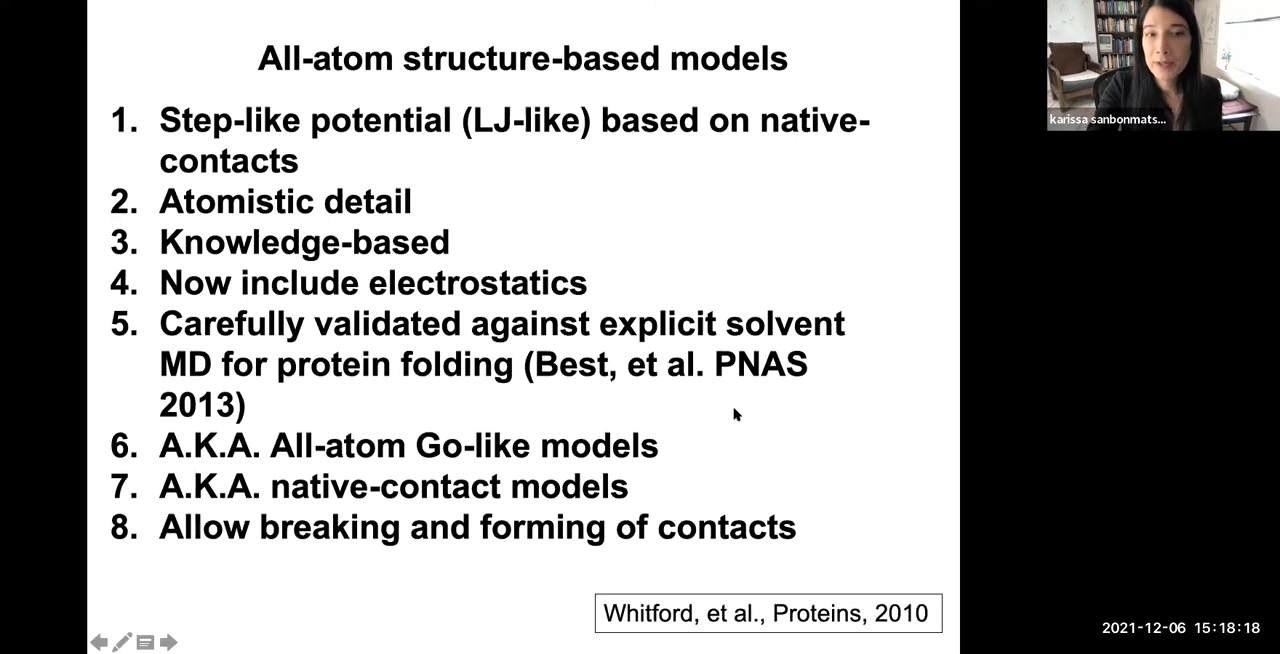 All-atom structure-based models
1. Step-like potential (LJ-like) based on native-
contacts
2. Atomistic detail
3. Knowledge-based
4. Now include electrostatics
5. Carefully validated against explicit solvent
MD for protein folding (Best, et al. PNAS
2013)
6. A.K.A. All-atom Go-like models
7. A.K.A. native-contact models
8. Allow breaking and forming of contacts
Whitford, et al., Proteins, 2010
karissa sanbonmats...
2021-12-06 15:18:18